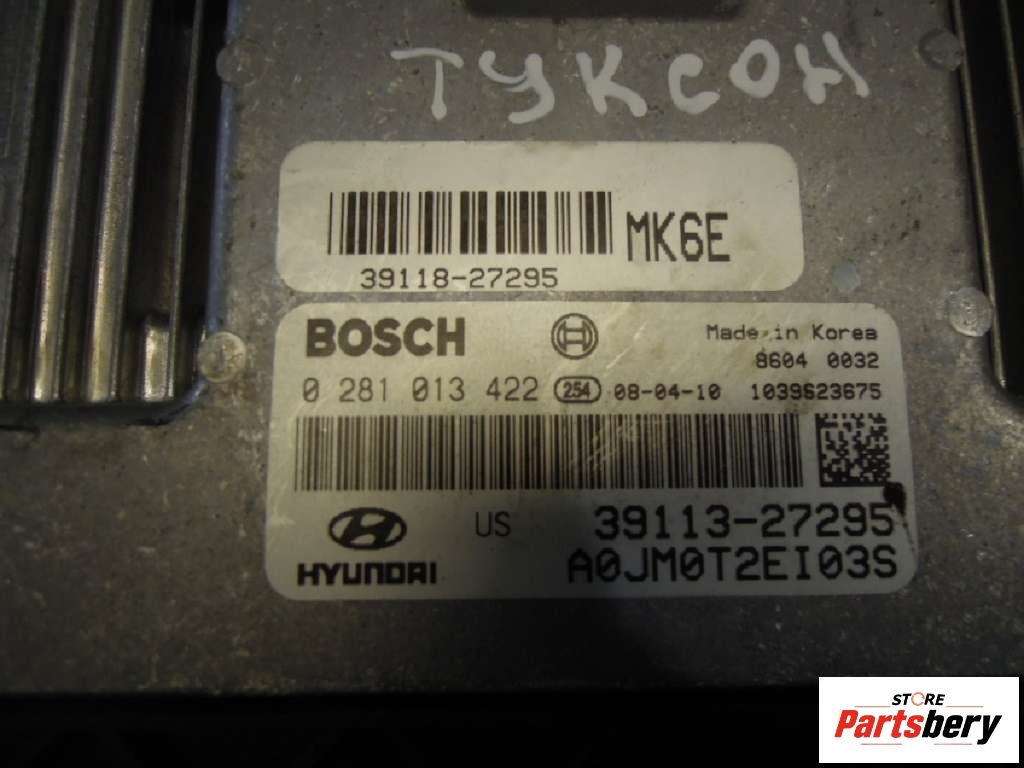 ТУКСОН
MK6E
39118-27295
BOSCH
Made in Korea
8604 0032
0 281 013 422 254 08-04-10 1039S23675
US 39113-27295
HYUNDAI A0JM0T2EI03S
STORE
Partsbery